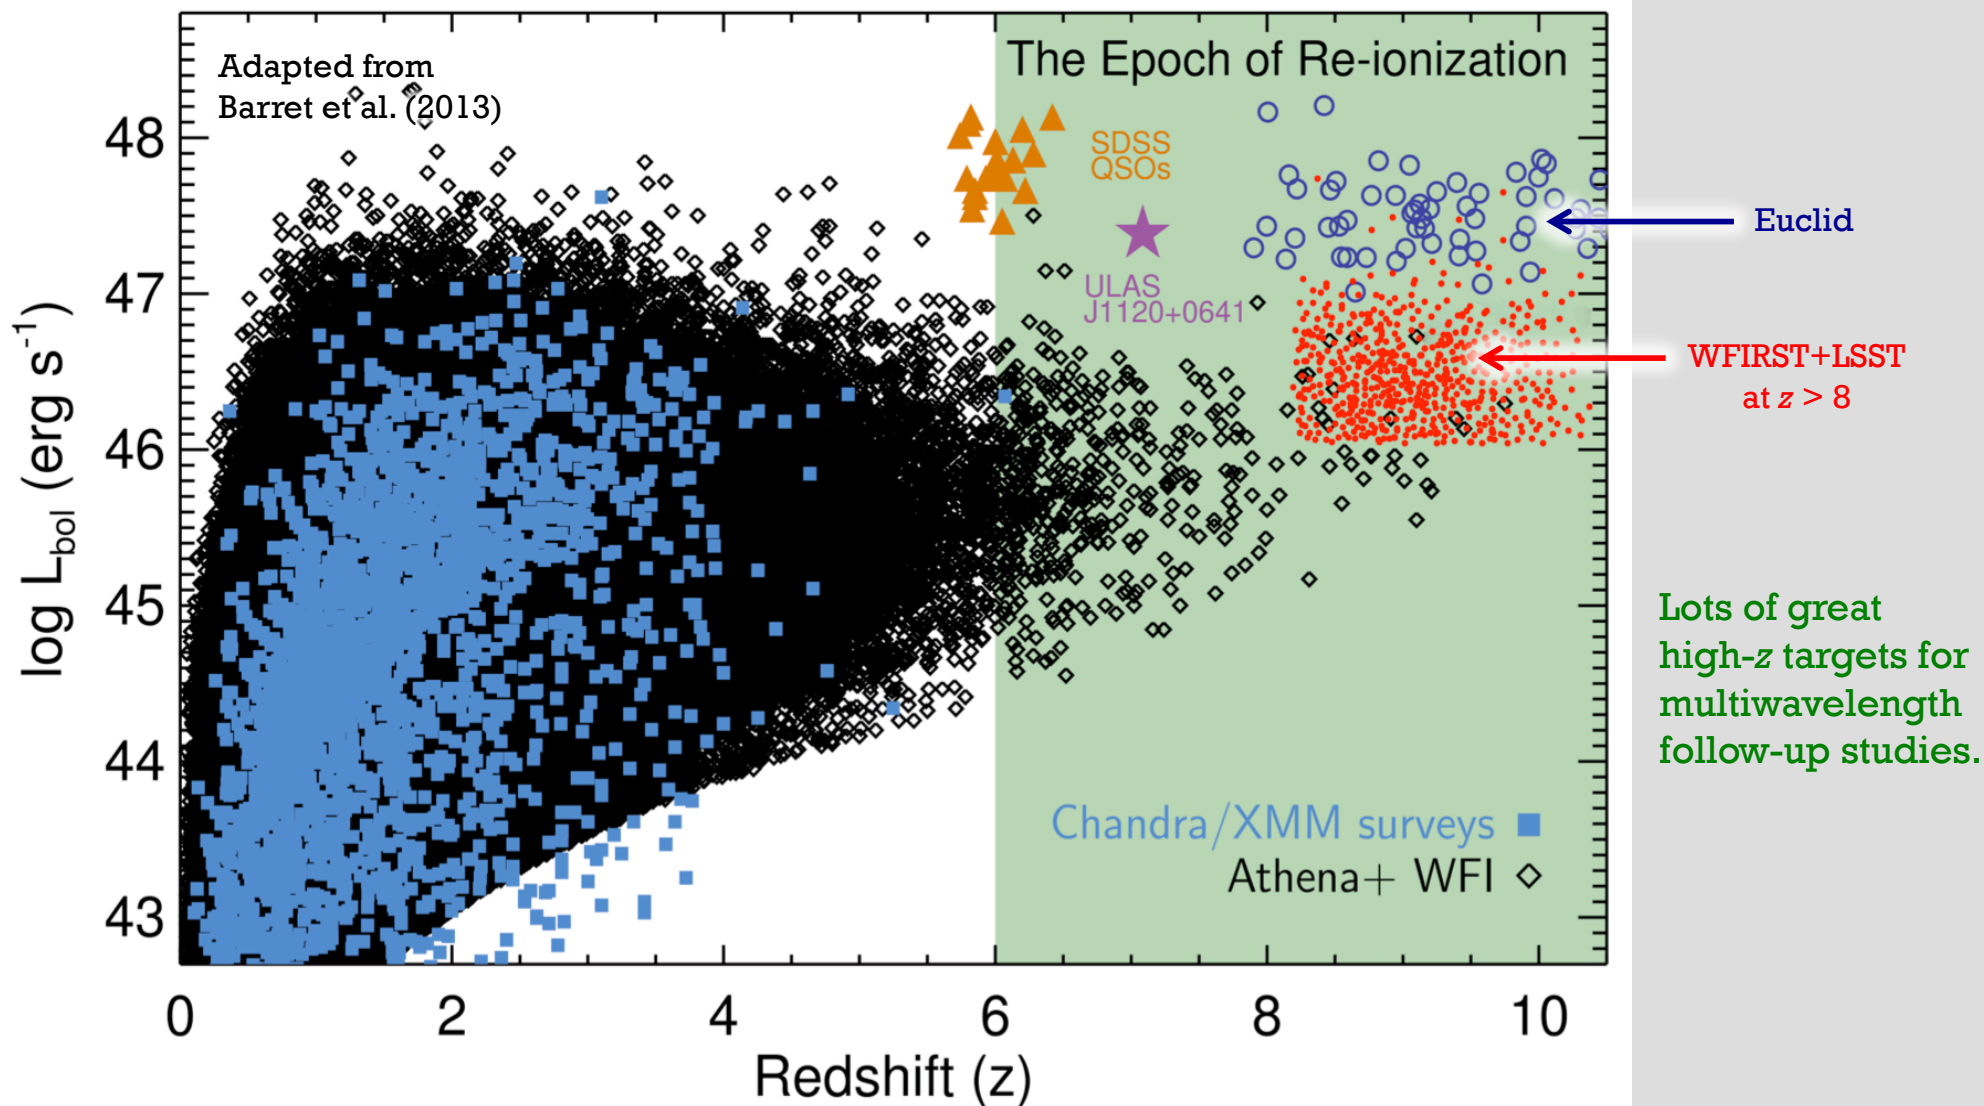 Adapted from
Barret et al. (2013)
The Epoch of Re-ionization
SDSS
QSOs
ULAS
J1120+0641
Euclid
WFIRST+LSST
at z > 8
Lots of great
high-z targets for
multiwavelength
follow-up studies.
Chandra/XMM surveys
Athena+ WFI
log L_bol (erg s^-1)
48
47
46
45
44
43
0 2 4 6 8 10
Redshift (z)